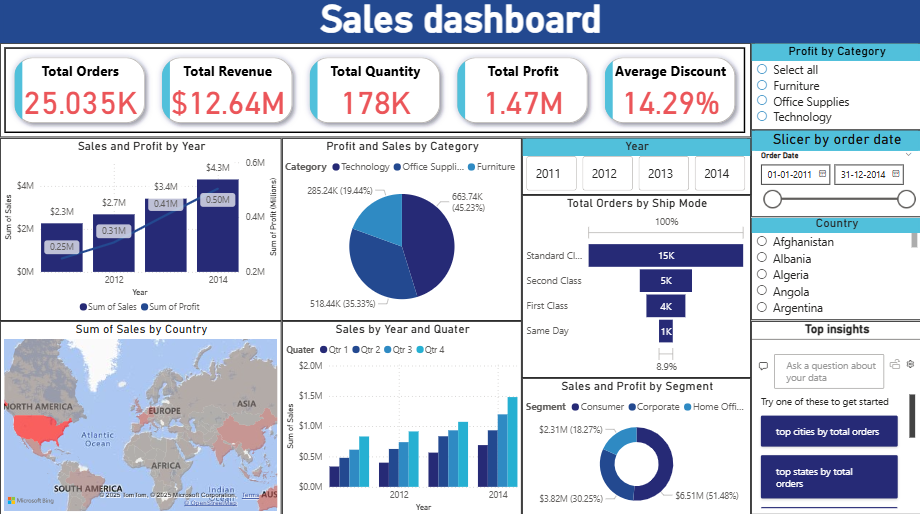 Sales dashboard
Total Orders
25.035K
Total Revenue
$12.64M
Total Quantity
178K
Total Profit
1.47M
Average Discount
14.29%
Profit by Category
Select all
Furniture
Office Supplies
Technology
Slicer by order date
Order Date
01-01-2011
31-12-2014
Country
Afghanistan
Albania
Algeria
Angola
Argentina
Top insights
Ask a question about
your data
Try one of these to get started
top cities by total orders
top states by total
orders
Sales and Profit by Year
Sum of Sales
$4M
$2M
$0M
$2.3M
$2.7M
$3.4M
$4.3M
0.25M
0.31M
0.41M
0.50M
0.6M
0.4M
0.2M
Sum of Profit (Millions)
2012
2014
Year
Sum of Sales
Sum of Profit
Profit and Sales by Category
Category Technology Office Suppli... Furniture
285.24K (19.44%)
663.74K
(45.23%)
518.44K (35.33%)
Year
2011
2012
2013
2014
Total Orders by Ship Mode
100%
Standard Cl... 15K
Second Class 5K
First Class 4K
Same Day 1K
8.9%
Sum of Sales by Country
NORTH AMERICA
EUROPE
ASIA
Atlantic
Ocean
AFRICA
SOUTH AMERICA
Indian
Ocean
AUS
Microsoft Bing
© 2025 TomTom, © 2025 Microsoft Corporation, Terms
© OpenStreetMap
Sales by Year and Quater
Quater Qtr 1 Qtr 2 Qtr 3 Qtr 4
Sum of Sales
$2.0M
$1.5M
$1.0M
$0.5M
$0.0M
2012
2014
Year
Sales and Profit by Segment
Segment Consumer Corporate Home Offi...
$2.31M (18.27%)
$3.82M (30.25%)
$6.51M (51.48%)